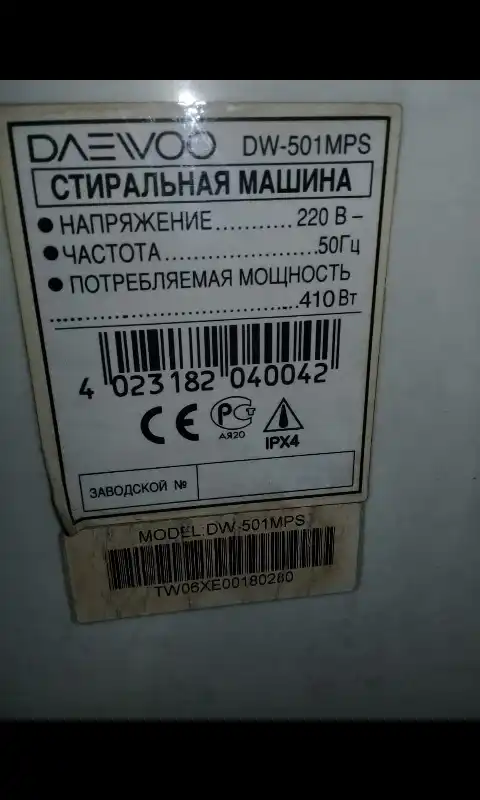 DAEWOO DW-501MPS
СТИРАЛЬНАЯ МАШИНА
● НАПРЯЖЕНИЕ........... 220 В –
● ЧАСТОТА.....................50Гц
● ПОТРЕБЛЯЕМАЯ МОЩНОСТЬ
.......................................410 Вт
4 023182 040042
CE РСТ
АЯ20
IPX4
ЗАВОДСКОЙ №
MODEL:DW-501MPS
TW06XE00180280